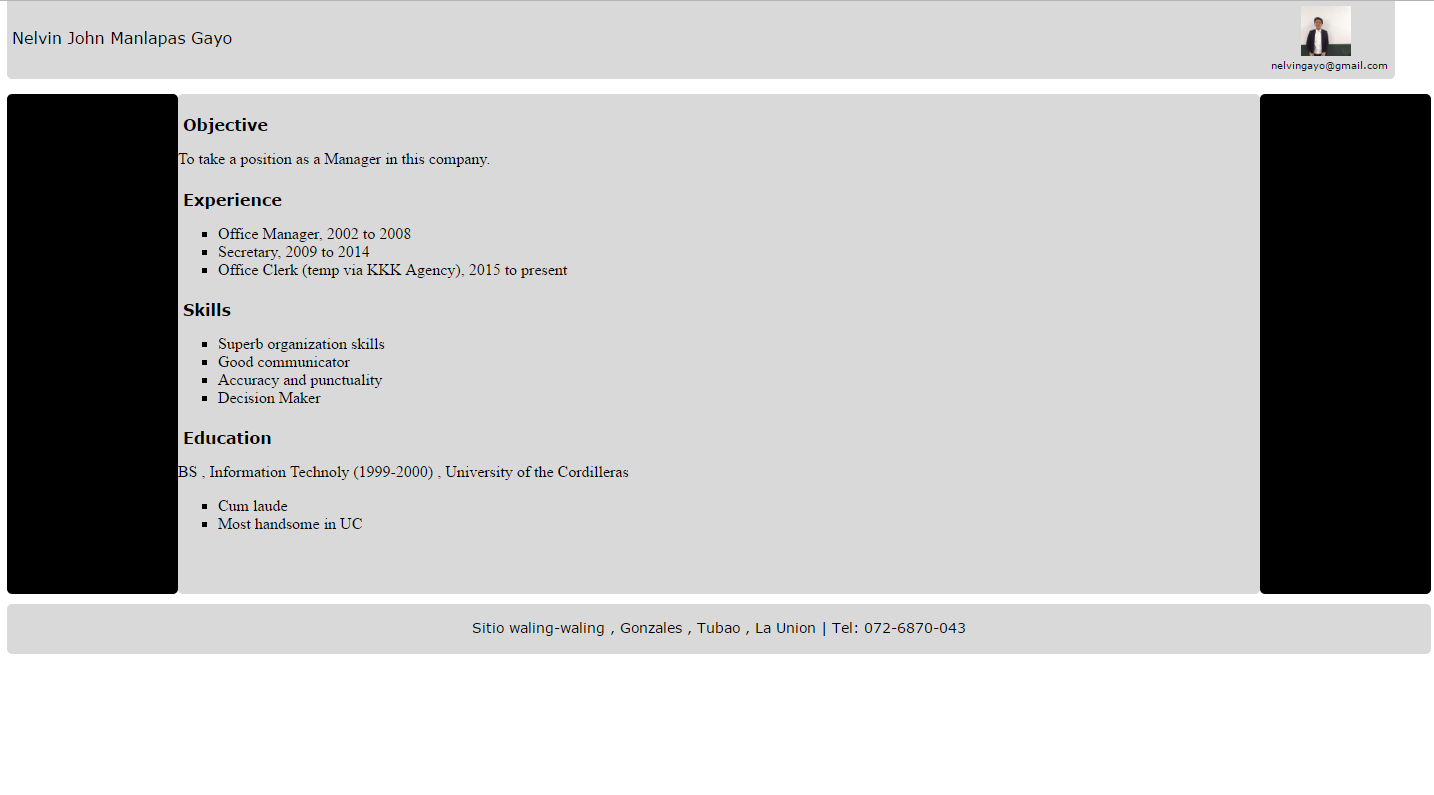 Nelvin John Manlapas Gayo
nelvingayo@gmail.com
Objective
To take a position as a Manager in this company.
Experience
Office Manager, 2002 to 2008
Secretary, 2009 to 2014
Office Clerk (temp via KKK Agency), 2015 to present
Skills
Superb organization skills
Good communicator
Accuracy and punctuality
Decision Maker
Education
BS , Information Technoly (1999-2000) , University of the Cordilleras
Cum laude
Most handsome in UC
Sitio waling-waling , Gonzales , Tubao , La Union | Tel: 072-6870-043